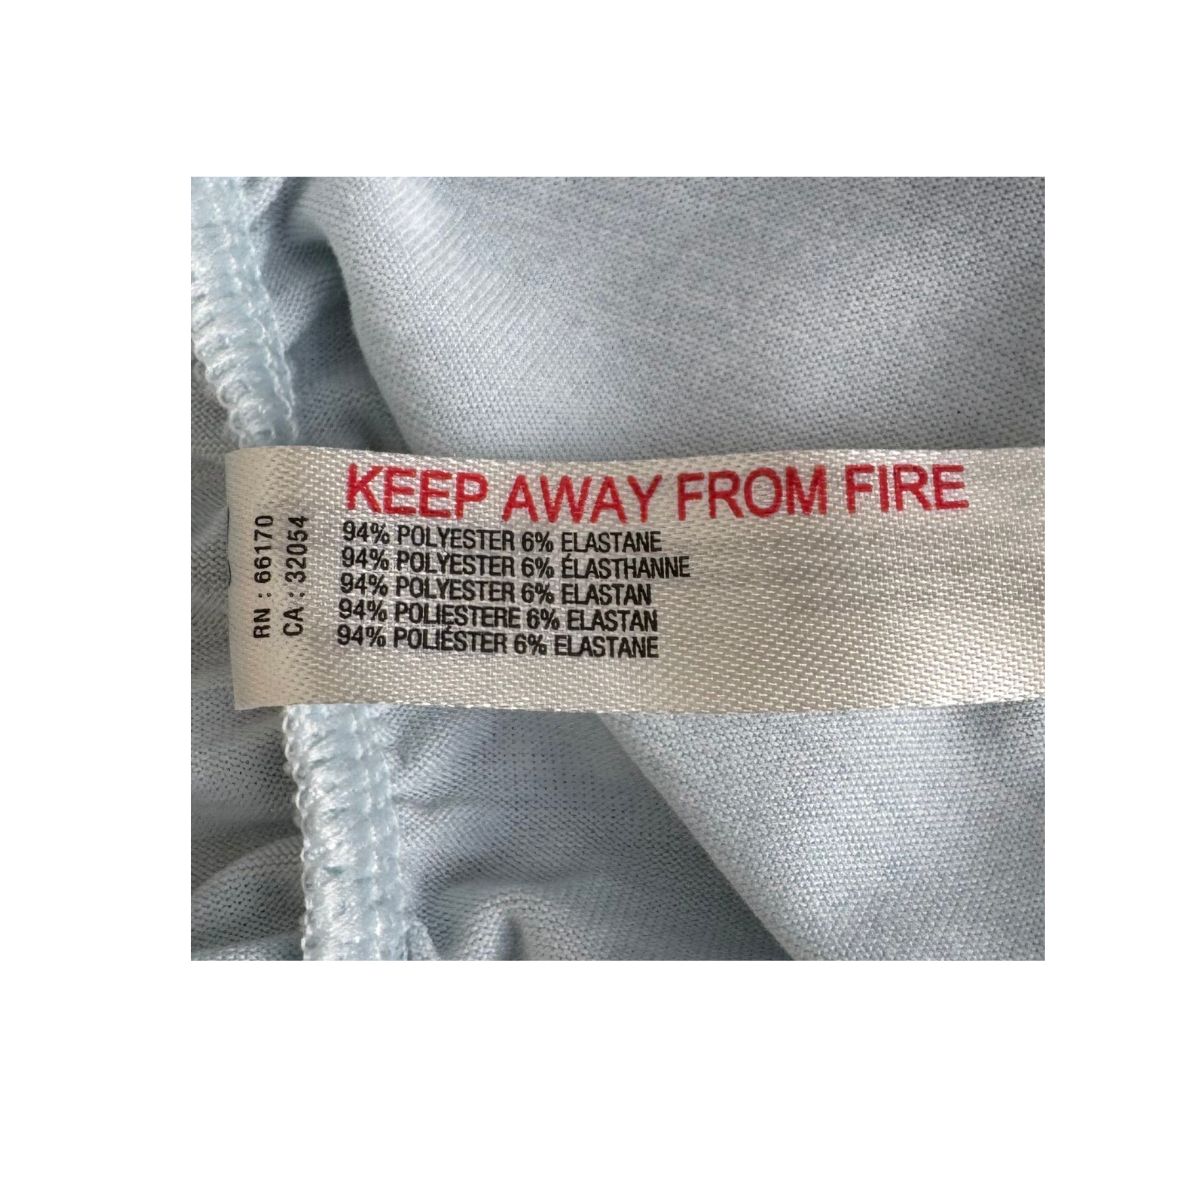 KEEP AWAY FROM FIRE
94% POLYESTER 6% ELASTANE
94% POLYESTER 6% ÉLASTHANNE
94% POLYESTER 6% ELASTAN
94% POLIESTERE 6% ELASTAN
94% POLIÉSTER 6% ELASTANE
RN : 66170
CA : 32054